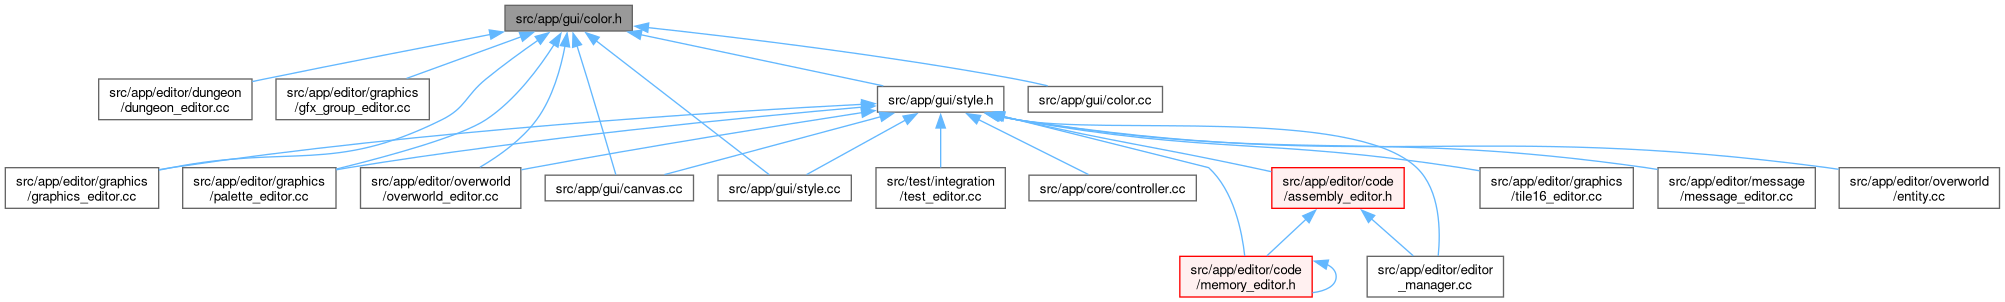 src/app/gui/color.h
src/app/editor/dungeon
/dungeon_editor.cc
src/app/editor/graphics
/gfx_group_editor.cc
src/app/gui/style.h
src/app/gui/color.cc
src/app/editor/graphics
/graphics_editor.cc
src/app/editor/graphics
/palette_editor.cc
src/app/editor/overworld
/overworld_editor.cc
src/app/gui/canvas.cc
src/app/gui/style.cc
src/test/integration
/test_editor.cc
src/app/core/controller.cc
src/app/editor/code
/assembly_editor.h
src/app/editor/graphics
/tile16_editor.cc
src/app/editor/message
/message_editor.cc
src/app/editor/overworld
/entity.cc
src/app/editor/code
/memory_editor.h
src/app/editor/editor
_manager.cc